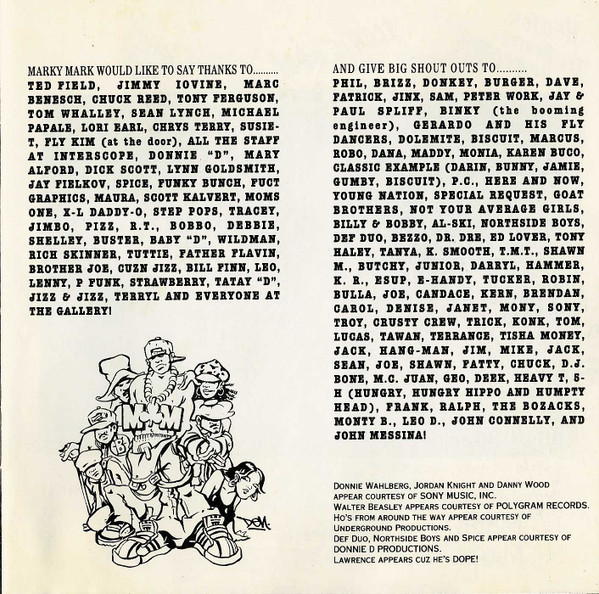 MARKY MARK WOULD LIKE TO SAY THANKS TO..........
TED FIELD, JIMMY IOVINE, MARC
BENESCH, CHUCK REED, TONY FERGUSON,
TOM WHALLEY, SEAN LYNCH, MICHAEL
PAPALE, LORI EARL, CHRYS TERRY, SUSIE-
T, FLY KIM (at the door), ALL THE STAFF
AT INTERSCOPE, DONNIE "D", MARY
ALFORD, DICK SCOTT, LYNN GOLDSMITH,
JAY FIELKOV, SPICE, FUNKY BUNCH, FUCT
GRAPHICS, MAURA, SCOTT KALVERT, MOMS
ONE, X-L DADDY-O, STEP POPS, TRACEY,
JIMBO, PIZZ, R.T., BOBBO, DEBBIE,
SHELLEY, BUSTER, BABY "D", WILDMAN,
RICH SKINNER, TUTTIE, FATHER FLAVIN,
BROTHER JOE, CUZN JIZZ, BILL FINN, LEO,
LENNY, P FUNK, STRAWBERRY, TATAY "D",
JIZZ & JIZZ, TERRYL AND EVERYONE AT
THE GALLERY!
M&M
AND GIVE BIG SHOUT OUTS TO..........
PHIL, BRIZZ, DONKEY, BURGER, DAVE,
PATRICK, JINX, SAM, PETER WORK, JAY &
PAUL SPLIFF, BINKY (the booming
engineer), GERARDO AND HIS FLY
DANCERS, DOLEMITE, BISCUIT, MARCUS,
ROBO, DANA, MADDY, MONIA, KAREN BUCO,
CLASSIC EXAMPLE (DARIN, BUNNY, JAMIE,
GUMBY, BISCUIT), P.C., HERE AND NOW,
YOUNG NATION, SPECIAL REQUEST, GOAT
BROTHERS, NOT YOUR AVERAGE GIRLS,
BILLY & BOBBY, AL-SKI, NORTHSIDE BOYS,
DEF DUO, BEZZO, DR. DRE, ED LOVER, TONY
HALEY, TANYA, K. SMOOTH, T.M.T., SHAWN
M., BUTCHY, JUNIOR, DARRYL, HAMMER,
K. R., ESUP, E-HANDY, TUCKER, ROBIN,
BULLA, JOE, CANDACE, KERN, BRENDAN,
CAROL, DENISE, JANET, MONY, SONY,
TROY, CRUSTY CREW, TRICK, KONK, TOM,
LUCAS, TAWAN, TERRANCE, TISHA MONEY,
JACK, HANG-MAN, JIM, MIKE, JACK,
SEAN, JOE, SHAWN, FATTY, CHUCK, D.J.
BONE, M.C. JUAN, GEO, DEEK, HEAVY T, 5-
H (HUNGRY, HUNGRY HIPPO AND HUMPTY
HEAD), FRANK, RALPH, THE BOZACKS,
MONTY B., LEO D., JOHN CONNELLY, AND
JOHN MESSINA!
DONNIE WAHLBERG, JORDAN KNIGHT AND DANNY WOOD
APPEAR COURTESY OF SONY MUSIC, INC.
WALTER BEASLEY APPEARS COURTESY OF POLYGRAM RECORDS.
HO'S FROM AROUND THE WAY APPEAR COURTESY OF
UNDERGROUND PRODUCTIONS.
DEF DUO, NORTHSIDE BOYS AND SPICE APPEAR COURTESY OF
DONNIE D PRODUCTIONS.
LAWRENCE APPEARS CUZ HE'S DOPE!